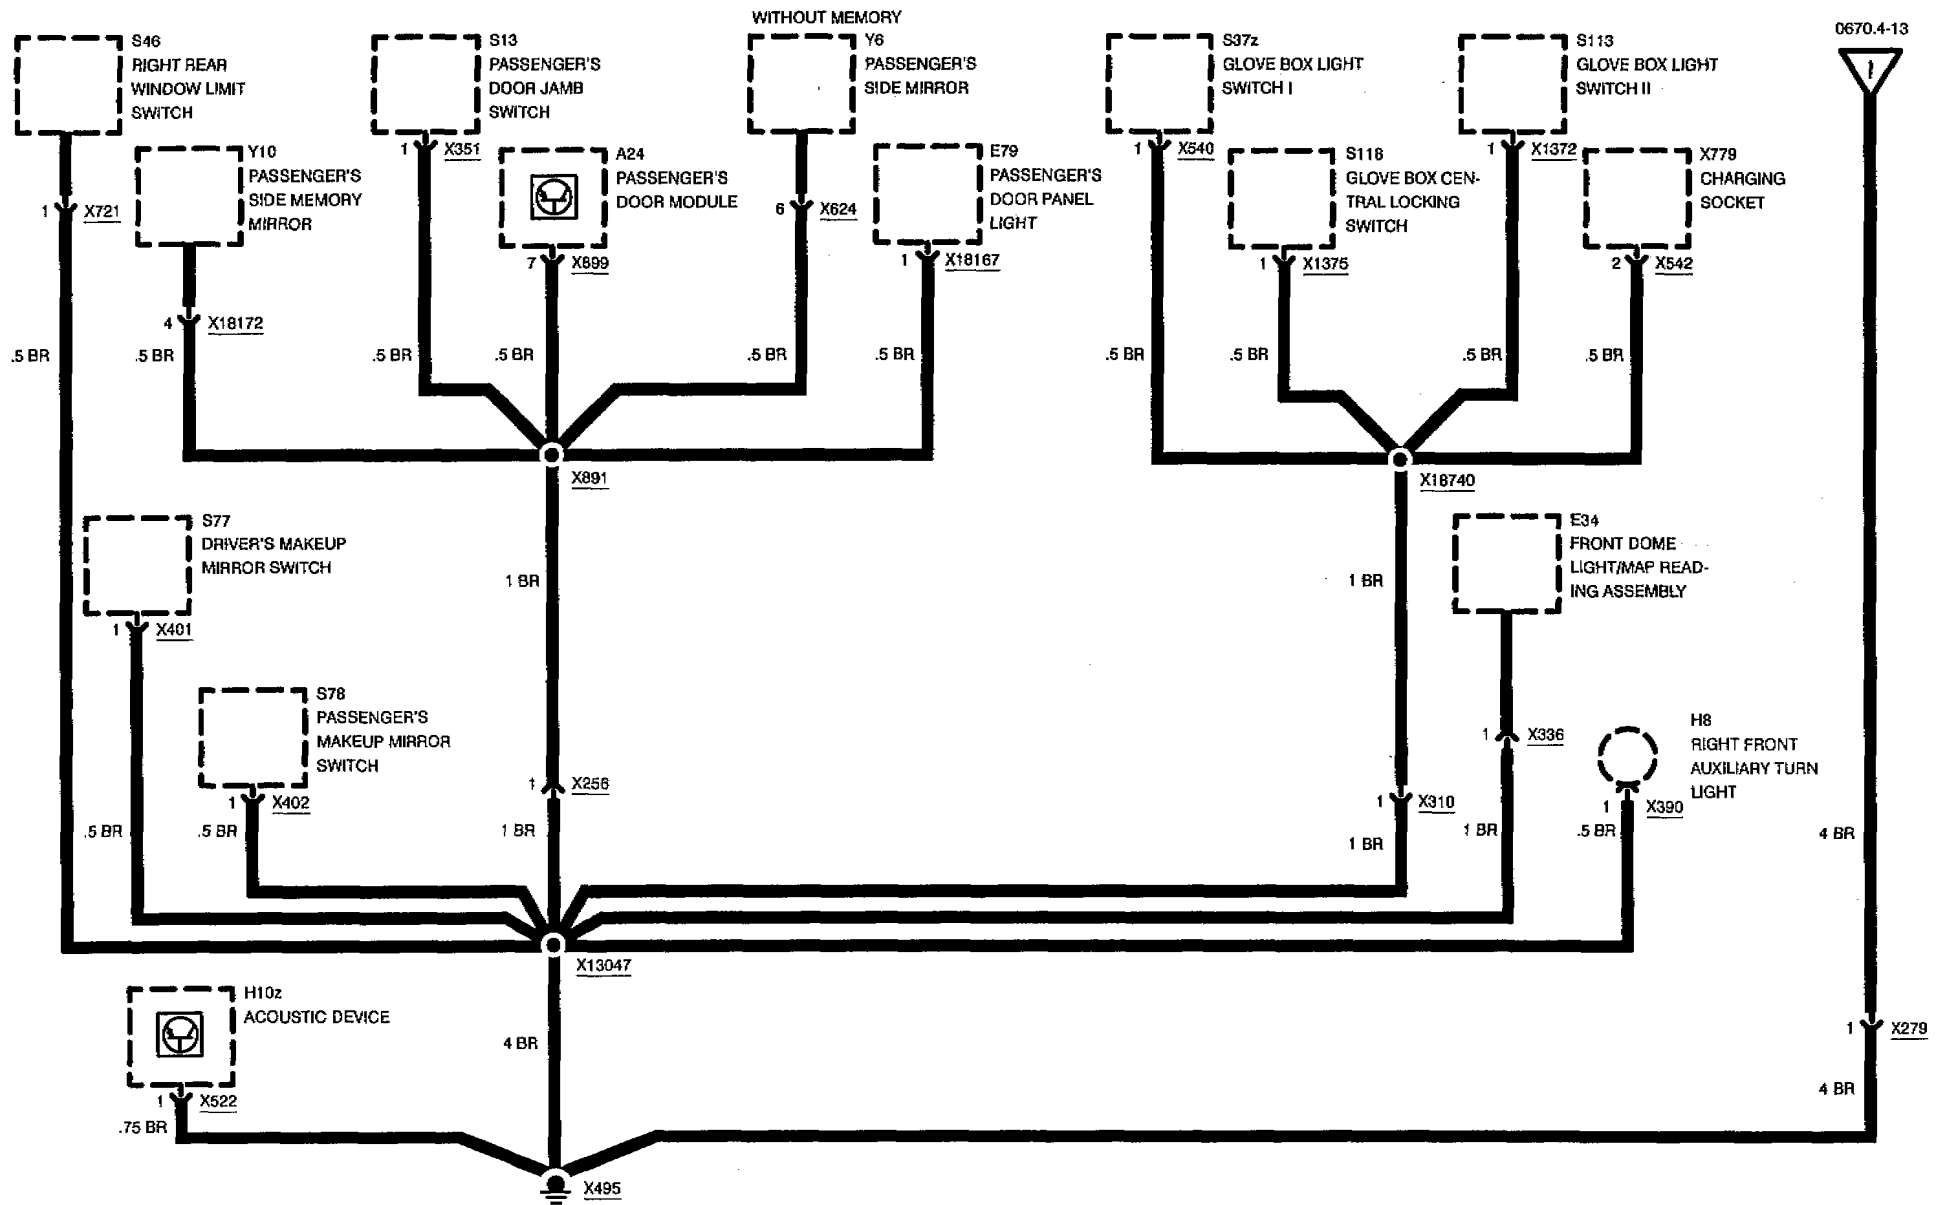 WITHOUT MEMORY
0670.4-13
1
S46
RIGHT REAR
WINDOW LIMIT
SWITCH
S13
PASSENGER'S
DOOR JAMB
SWITCH
Y6
PASSENGER'S
SIDE MIRROR
S37z
GLOVE BOX LIGHT
SWITCH I
S113
GLOVE BOX LIGHT
SWITCH II
1 X351
1 X540
1 X1372
Y10
PASSENGER'S
SIDE MEMORY
MIRROR
A24
PASSENGER'S
DOOR MODULE
E79
PASSENGER'S
DOOR PANEL
LIGHT
S118
GLOVE BOX CEN-
TRAL LOCKING
SWITCH
X779
CHARGING
SOCKET
1 X721
6 X624
7 X899
1 X18167
1 X1375
2 X542
4 X18172
.5 BR
.5 BR
.5 BR
.5 BR
.5 BR
.5 BR
.5 BR
.5 BR
.5 BR
.5 BR
X891
X18740
S77
DRIVER'S MAKEUP
MIRROR SWITCH
E34
FRONT DOME
LIGHT/MAP READ-
ING ASSEMBLY
1 BR
1 BR
1 X401
S78
PASSENGER'S
MAKEUP MIRROR
SWITCH
H8
RIGHT FRONT
AUXILIARY TURN
LIGHT
1 X336
1 X256
1 X402
1 X310
1 X390
.5 BR
.5 BR
1 BR
1 BR
1 BR
.5 BR
4 BR
X13047
H10z
ACOUSTIC DEVICE
4 BR
1 X279
1 X522
.75 BR
4 BR
X495